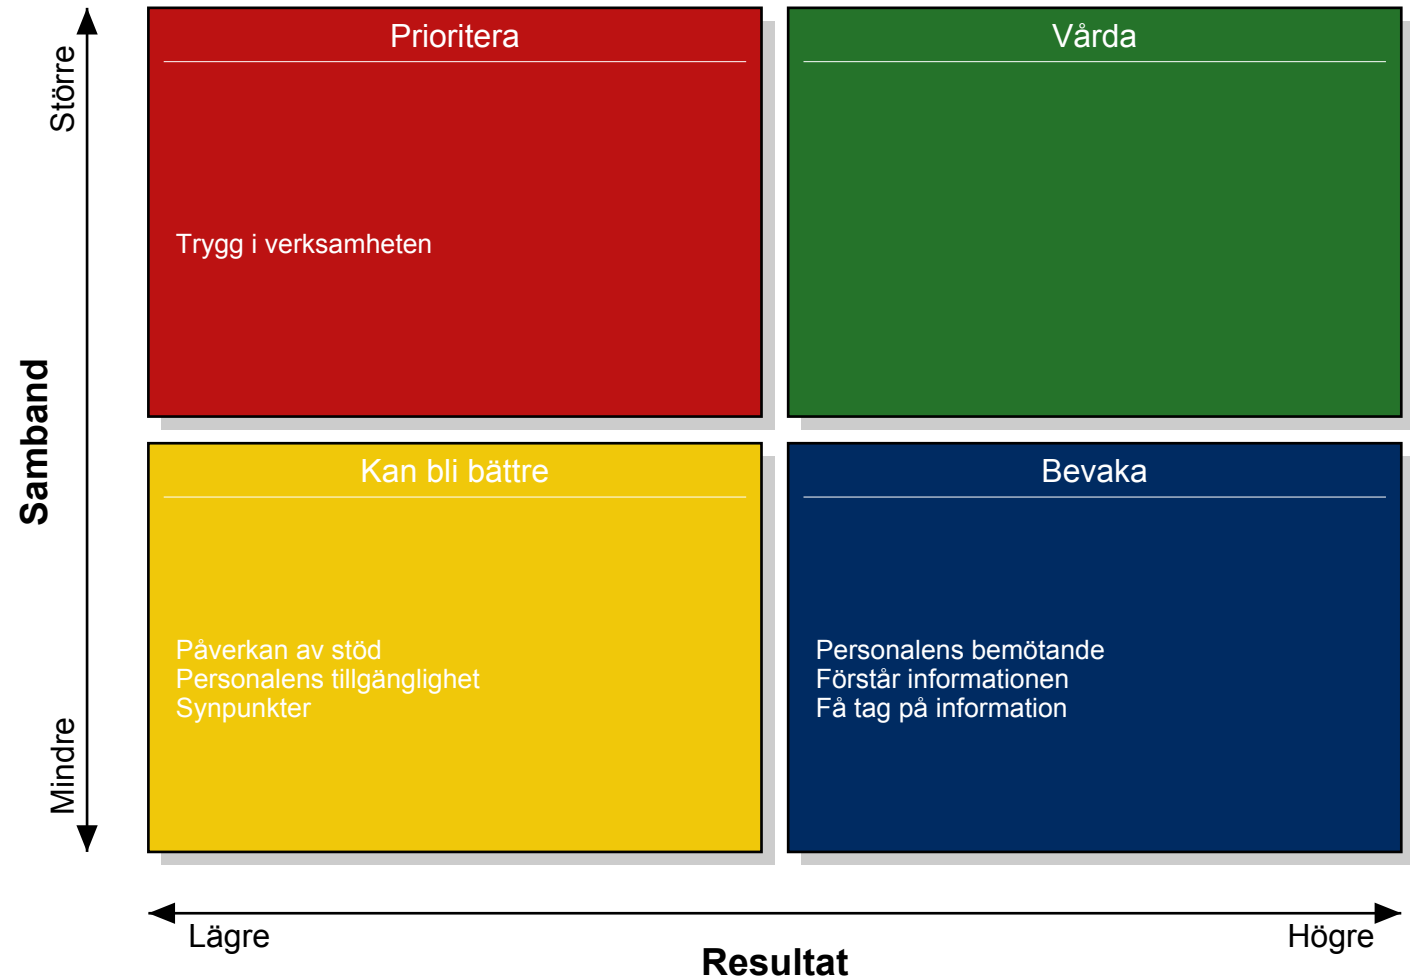 Större
Mindre
Samband
Prioritera
Trygg i verksamheten
Vårda
Kan bli bättre
Påverkan av stöd
Personalens tillgänglighet
Synpunkter
Bevaka
Personalens bemötande
Förstår informationen
Få tag på information
Lägre
Högre
Resultat